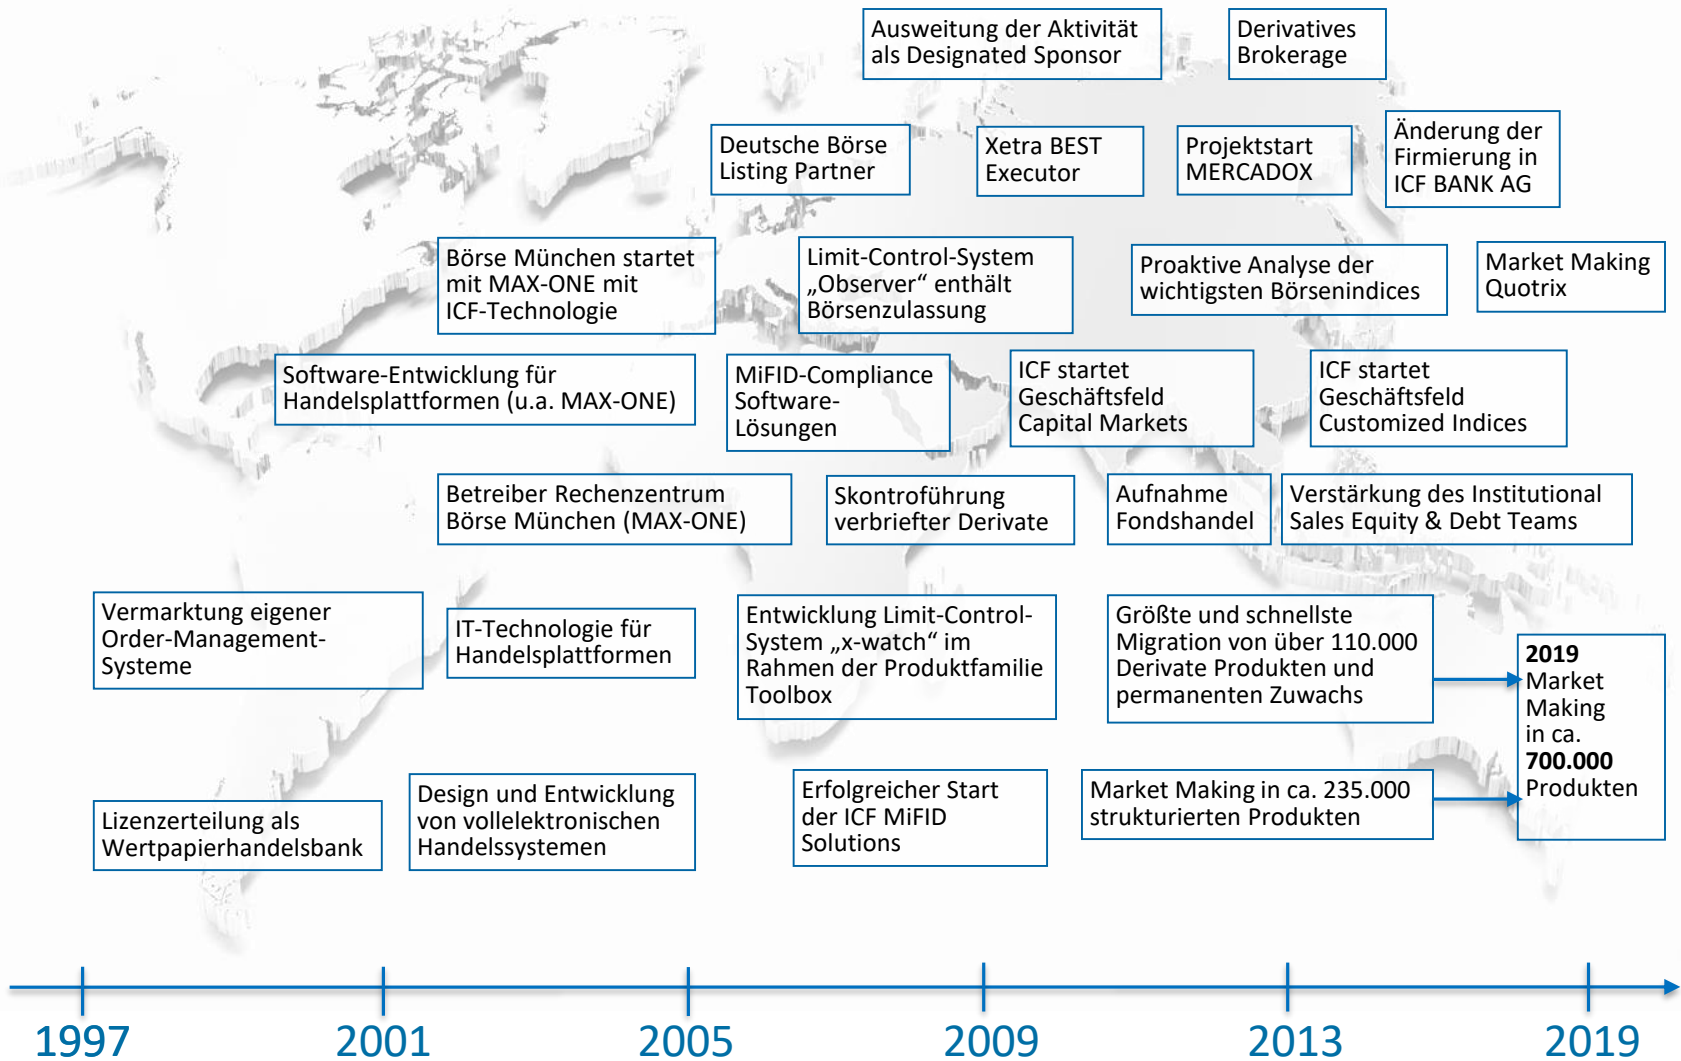 Ausweitung der Aktivität
als Designated Sponsor
Derivatives
Brokerage
Deutsche Börse
Listing Partner
Xetra BEST
Executor
Projektstart
MERCADOX
Änderung der
Firmierung in
ICF BANK AG
Börse München startet
mit MAX-ONE mit
ICF-Technologie
Limit-Control-System
„Observer“ enthält
Börsenzulassung
Proaktive Analyse der
wichtigsten Börsenindices
Market Making
Quotrix
Software-Entwicklung für
Handelsplattformen (u.a. MAX-ONE)
MiFID-Compliance
Software-
Lösungen
ICF startet
Geschäftsfeld
Capital Markets
ICF startet
Geschäftsfeld
Customized Indices
Betreiber Rechenzentrum
Börse München (MAX-ONE)
Skontroführung
verbriefter Derivate
Aufnahme
Fondshandel
Verstärkung des Institutional
Sales Equity & Debt Teams
Vermarktung eigener
Order-Management-
Systeme
IT-Technologie für
Handelsplattformen
Entwicklung Limit-Control-
System „x-watch“ im
Rahmen der Produktfamilie
Toolbox
Größte und schnellste
Migration von über 110.000
Derivate Produkten und
permanenten Zuwachs
2019
Market
Making
in ca.
700.000
Produkten
Lizenzerteilung als
Wertpapierhandelsbank
Design und Entwicklung
von vollelektronischen
Handelssystemen
Erfolgreicher Start
der ICF MiFID
Solutions
Market Making in ca. 235.000
strukturierten Produkten
1997
2001
2005
2009
2013
2019